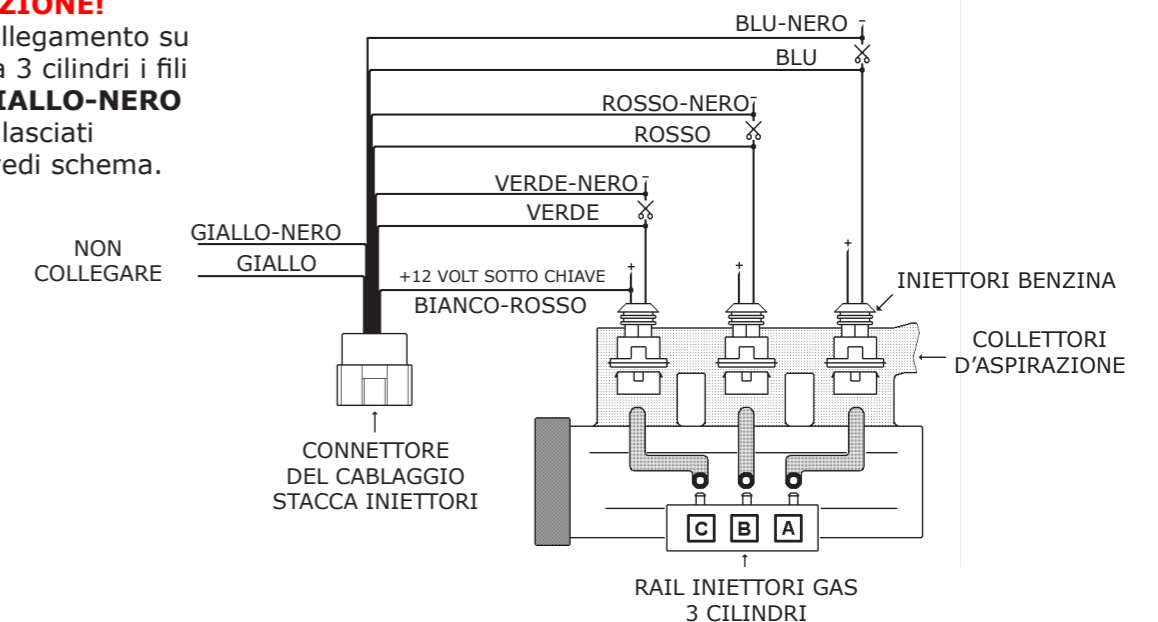 ZIONE!
llegamento su
a 3 cilindri i fili
IALLO-NERO
lasciati
edi schema.
BLU-NERO -
BLU
ROSSO-NERO -
ROSSO
VERDE-NERO -
VERDE
GIALLO-NERO
GIALLO
NON
COLLEGARE
+12 VOLT SOTTO CHIAVE
BIANCO-ROSSO
+ + +
INIETTORI BENZINA
COLLETTORI
D'ASPIRAZIONE
CONNETTORE
DEL CABLAGGIO
STACCA INIETTORI
C B A
RAIL INIETTORI GAS
3 CILINDRI